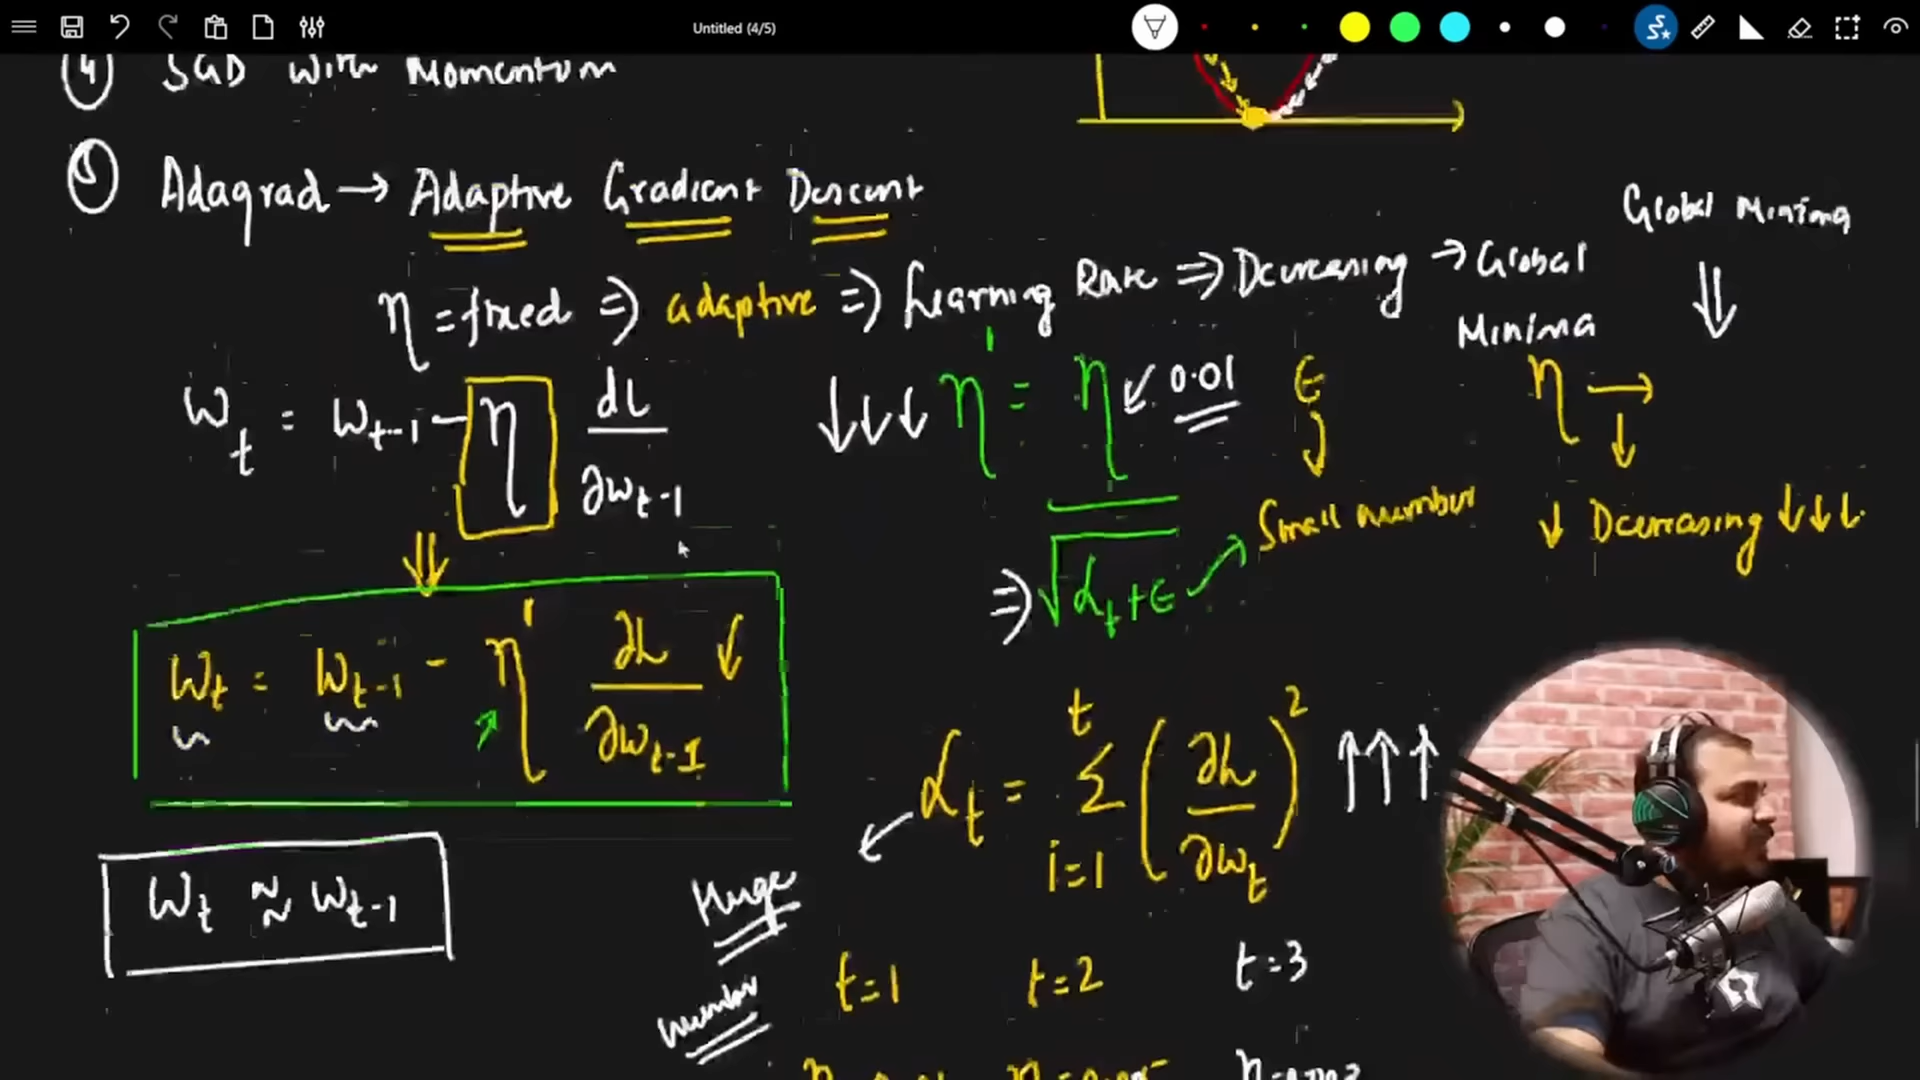 Untitled (4/5)
④ SGD with Momentum
⑤ Adagrad → Adaptive Gradient Descent
Global Minima
η = fixed ⇒ adaptive ⇒ Learning Rate ⇒ Decreasing → Global
Minima
Wt = Wt-1 - η dL/∂wt-1
↓↓↓ η' = η ↙ 0.01
ϵ
η →
Small number
↓ Decreasing ↓↓↓
⇒ √αt+ϵ
Wt = Wt-1 - η' ∂L/∂wt-1
αt = t Σ i=1 (∂L/∂wt)² ↑↑↑
Wt ≈ Wt-1
Huge
number
t=1 t=2 t=3